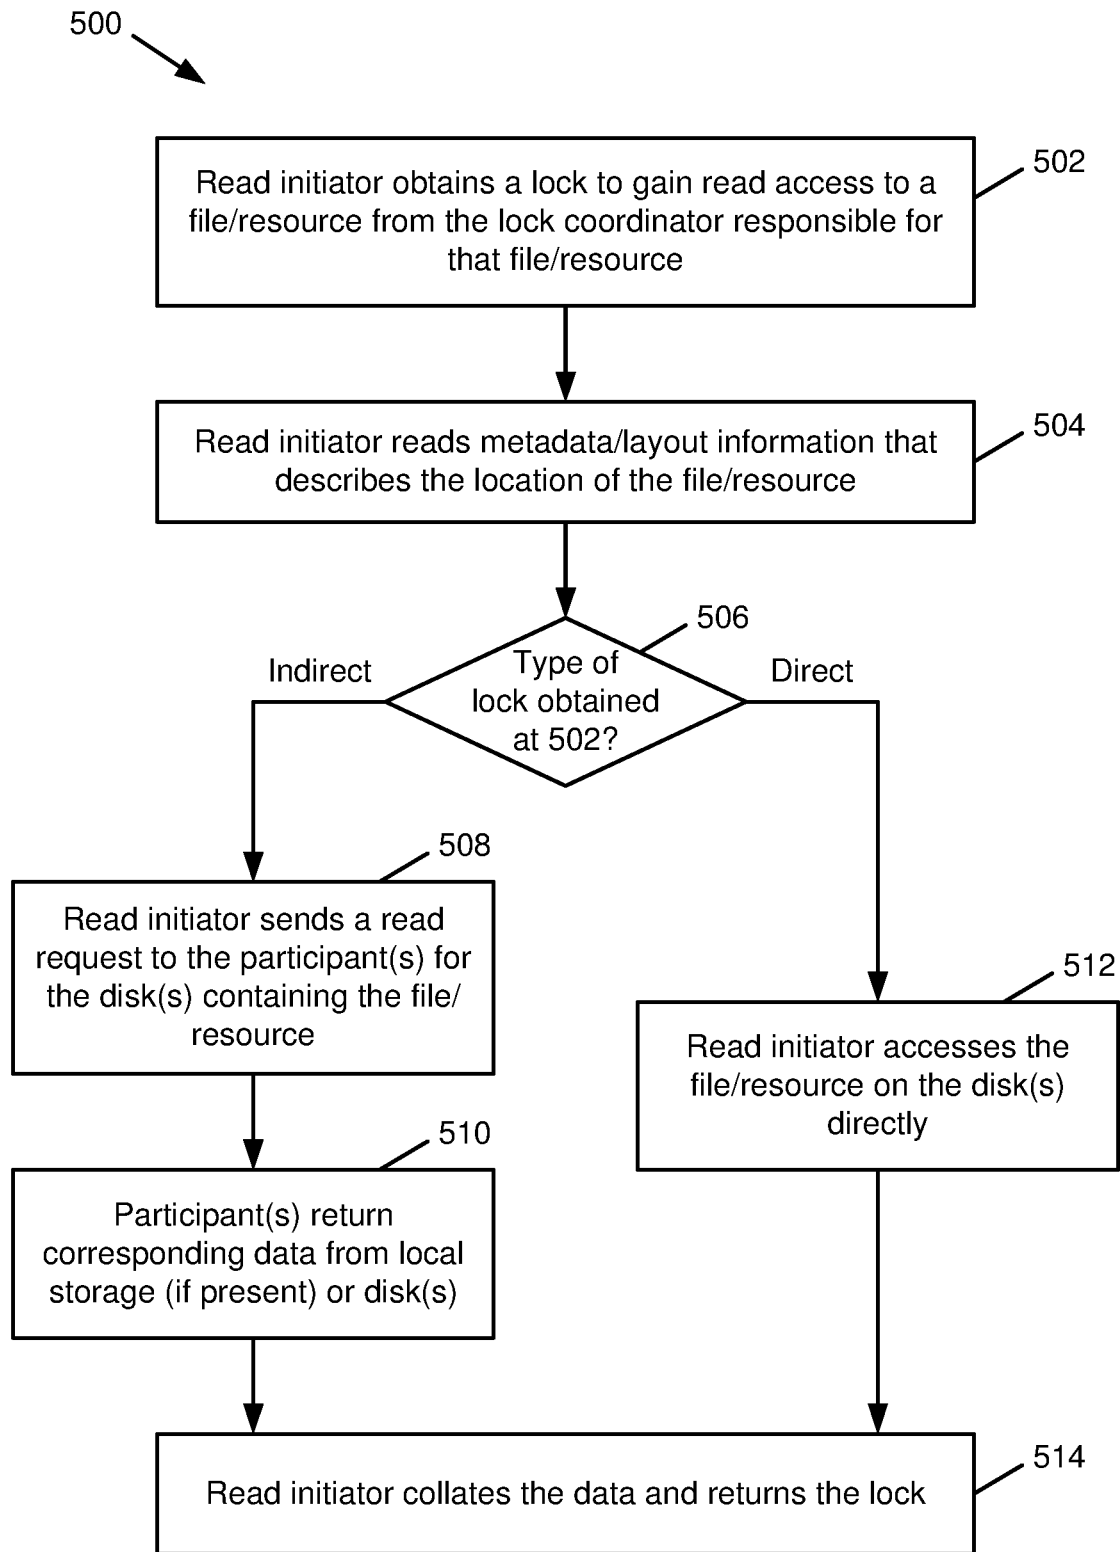 500
502
Read initiator obtains a lock to gain read access to a
file/resource from the lock coordinator responsible for
that file/resource
504
Read initiator reads metadata/layout information that
describes the location of the file/resource
506
Indirect
Type of
lock obtained
at 502?
Direct
508
Read initiator sends a read
request to the participant(s) for
the disk(s) containing the file/
resource
512
Read initiator accesses the
file/resource on the disk(s)
directly
510
Participant(s) return
corresponding data from local
storage (if present) or disk(s)
514
Read initiator collates the data and returns the lock